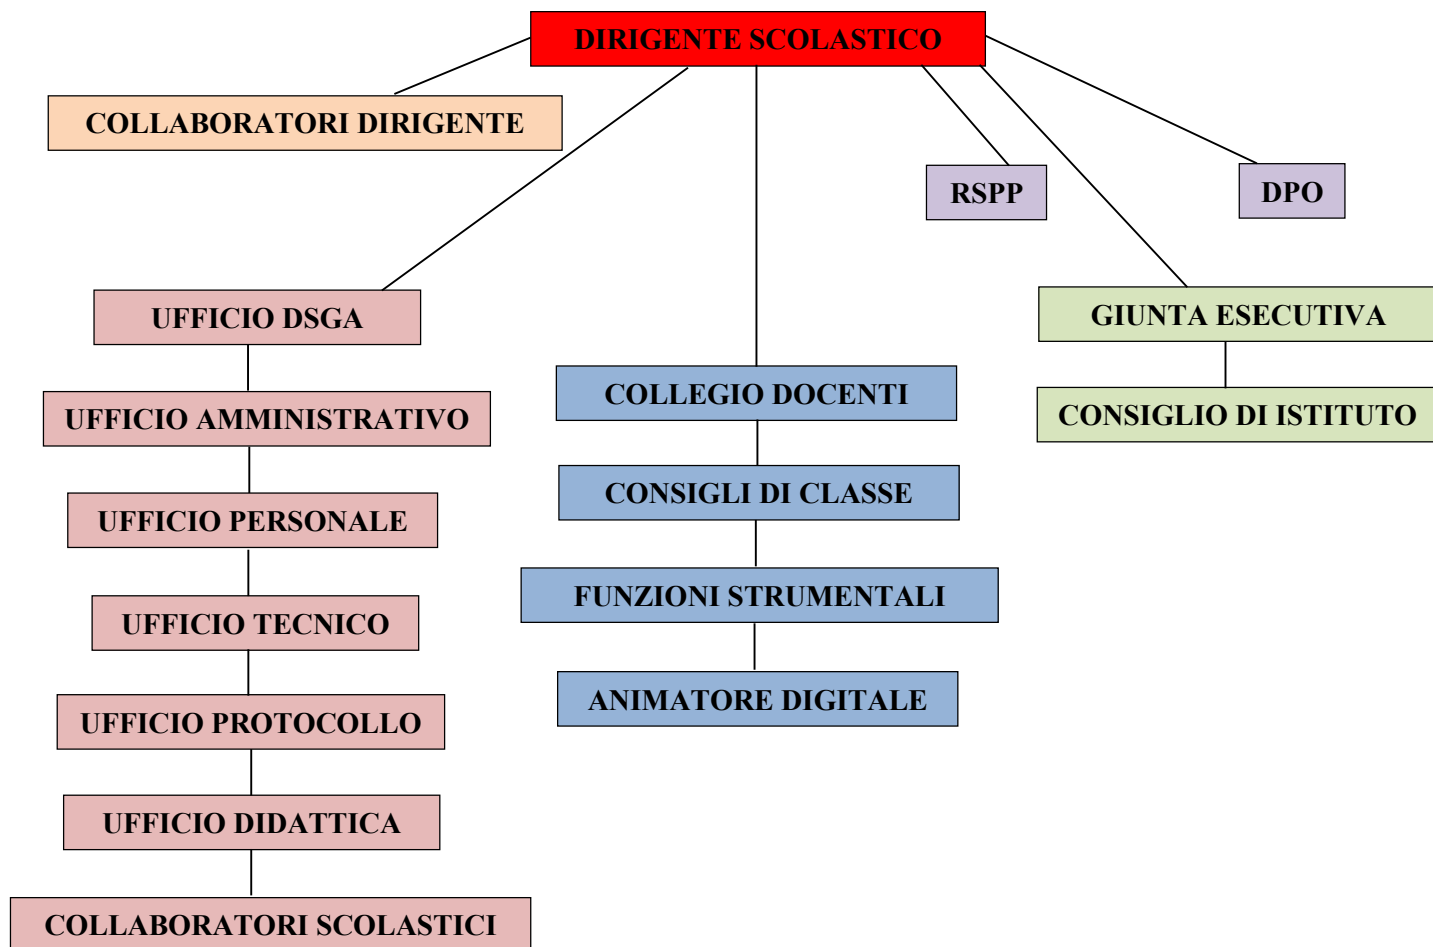 DIRIGENTE SCOLASTICO
COLLABORATORI DIRIGENTE
RSPP
DPO
UFFICIO DSGA
GIUNTA ESECUTIVA
COLLEGIO DOCENTI
UFFICIO AMMINISTRATIVO
CONSIGLIO DI ISTITUTO
CONSIGLI DI CLASSE
UFFICIO PERSONALE
FUNZIONI STRUMENTALI
UFFICIO TECNICO
ANIMATORE DIGITALE
UFFICIO PROTOCOLLO
UFFICIO DIDATTICA
COLLABORATORI SCOLASTICI